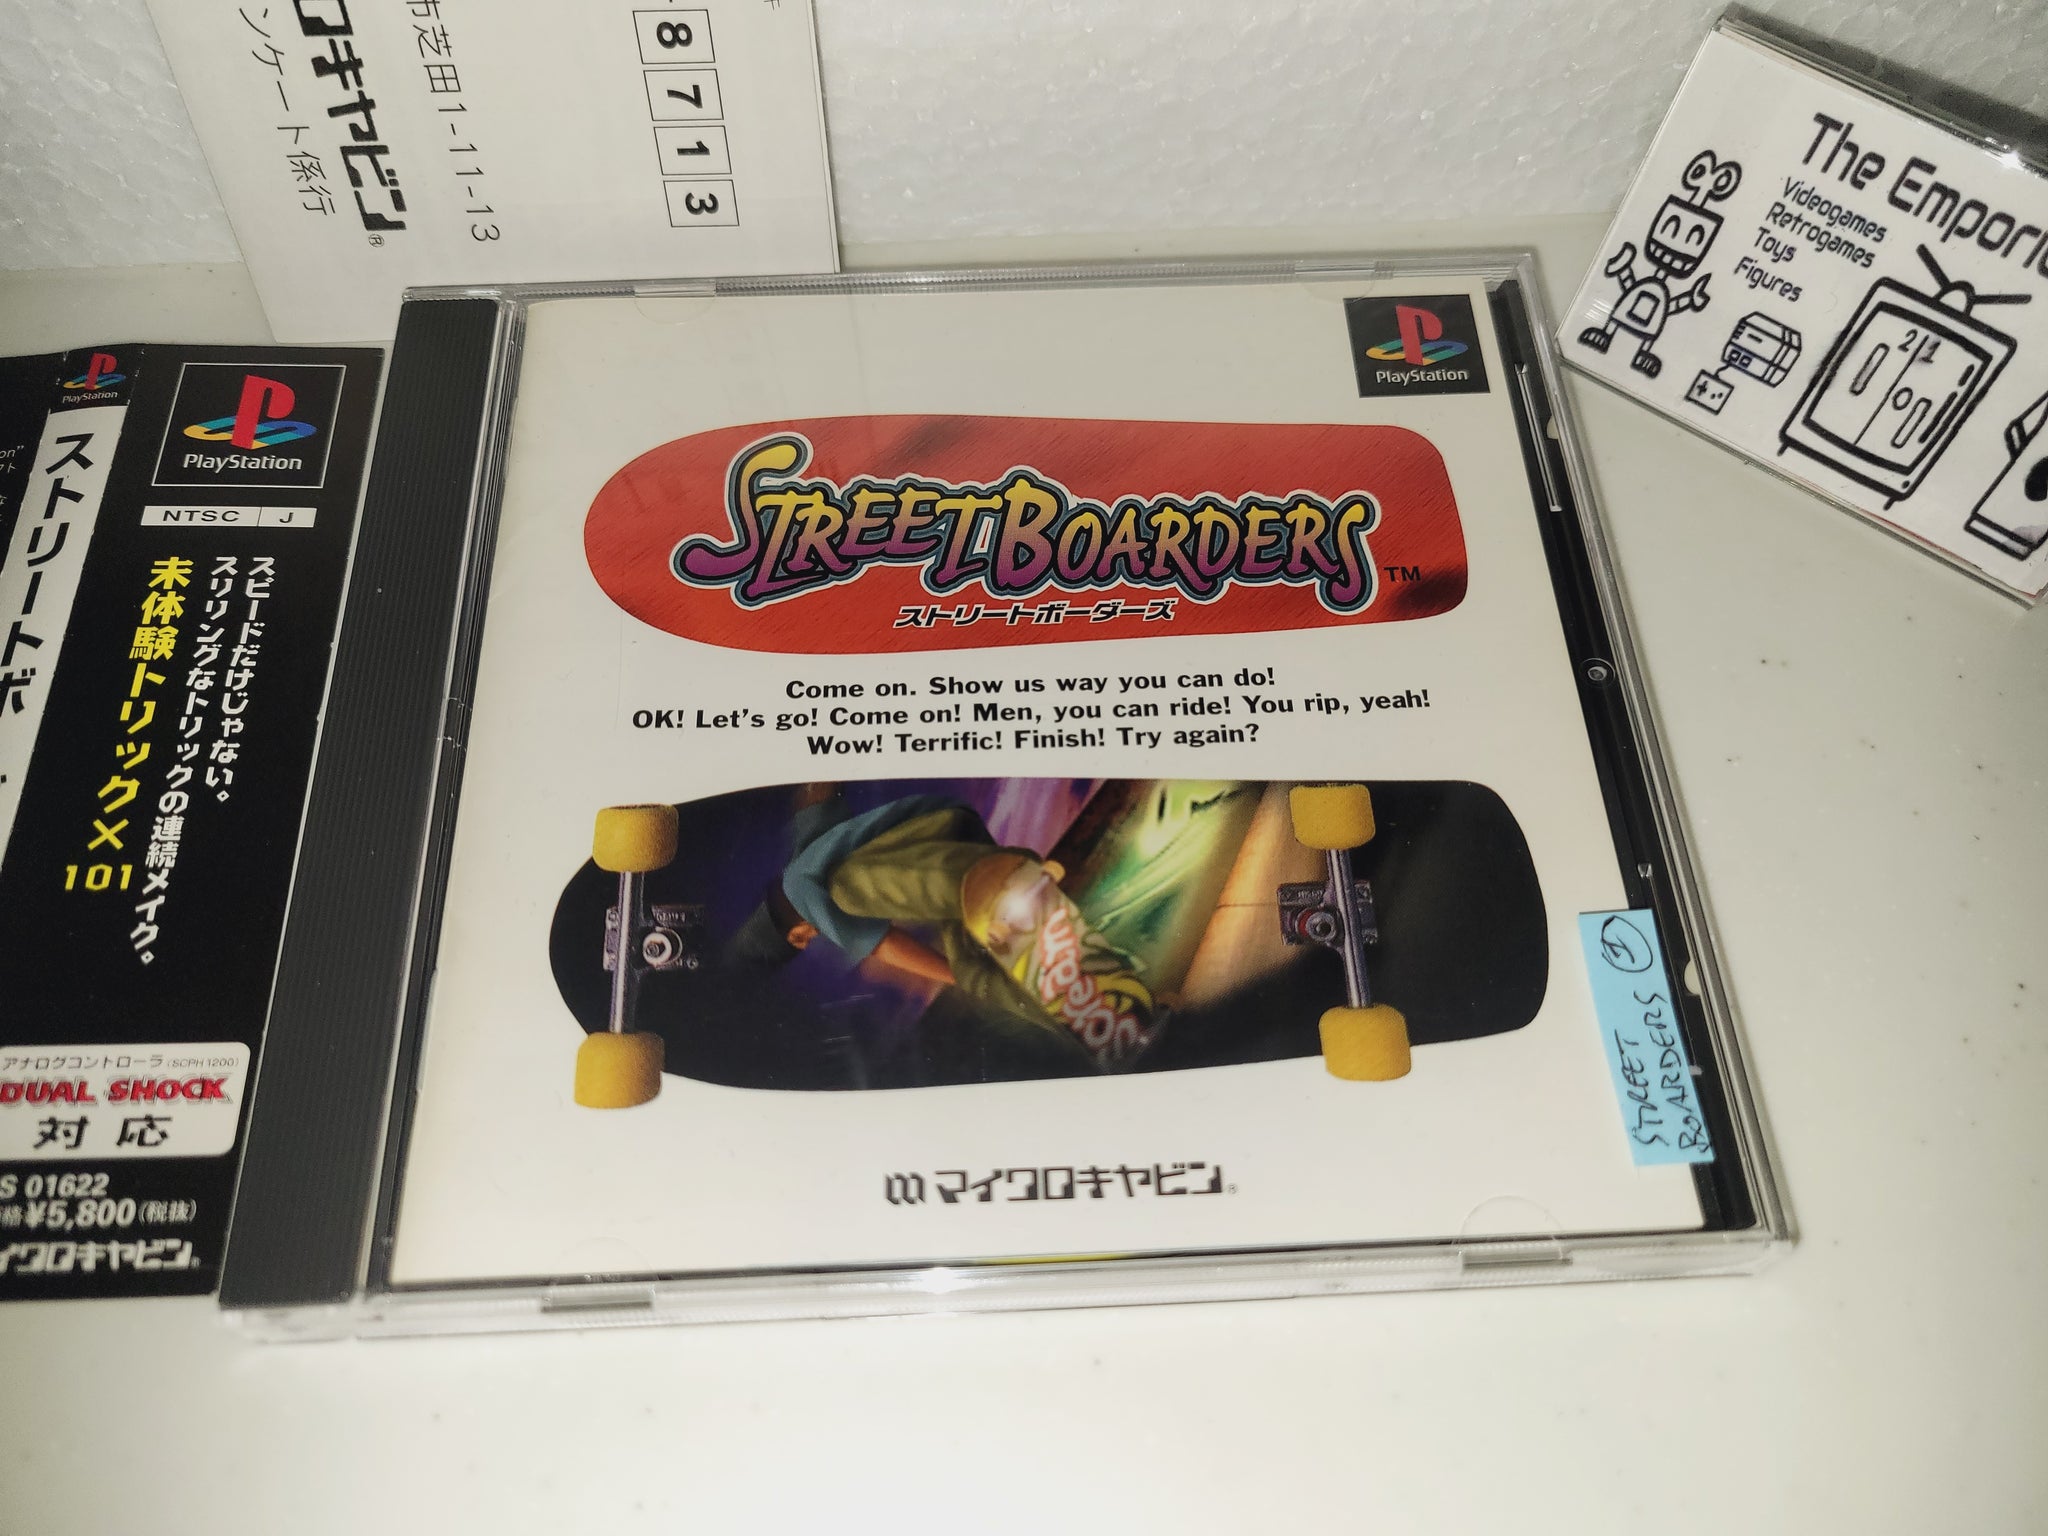 8
7
1
3
市芝田1-11-13
ロキャビン®
ンケート係行
The Emporio
Videogames
Retrogames
Toys
Figures
2 1
PlayStation
ストリートボ
PlayStation
NTSC J
スピードだけじゃない。
スリリングなトリックの連続メイク。
未体験トリック×101
アナログコントローラ(SCPH1200)
DUAL SHOCK
対応
S 01622
格¥5,800(税抜)
イクロキャビン®
PlayStation
STREET BOARDERS™
ストリートボーダーズ
Come on. Show us way you can do!
OK! Let's go! Come on! Men, you can ride! You rip, yeah!
Wow! Terrific! Finish! Try again?
マイクロキャビン®
STREET
BOARDERS